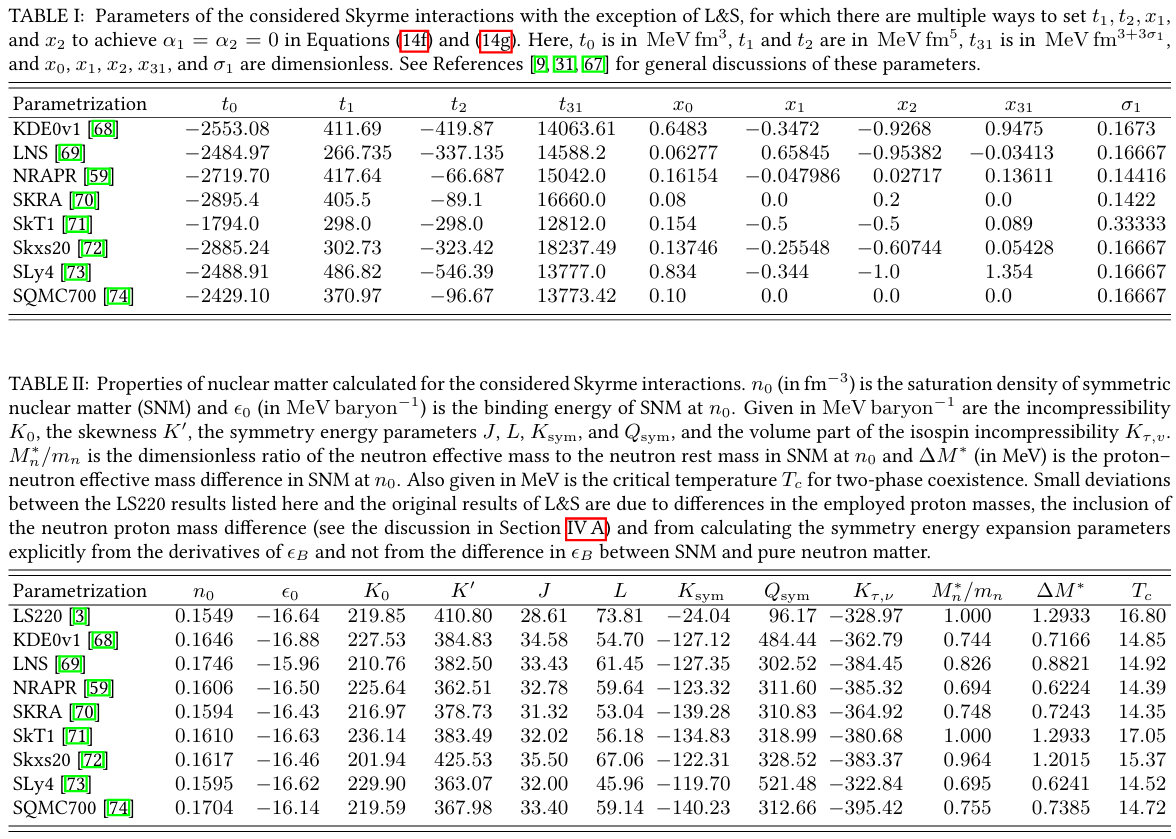 TABLE I: Parameters of the considered Skyrme interactions with the exception of L&S, for which there are multiple ways to set t₁, t₂, x₁,
and x₂ to achieve α₁ = α₂ = 0 in Equations (14f) and (14g). Here, t₀ is in MeV fm³, t₁ and t₂ are in MeV fm⁵, t₃₁ is in MeV fm^{3+3σ₁},
and x₀, x₁, x₂, x₃₁, and σ₁ are dimensionless. See References [9, 31, 67] for general discussions of these parameters.
Parametrization t₀ t₁ t₂ t₃₁ x₀ x₁ x₂ x₃₁ σ₁
KDE0v1 [68] −2553.08 411.69 −419.87 14063.61 0.6483 −0.3472 −0.9268 0.9475 0.1673
LNS [69] −2484.97 266.735 −337.135 14588.2 0.06277 0.65845 −0.95382 −0.03413 0.16667
NRAPR [59] −2719.70 417.64 −66.687 15042.0 0.16154 −0.047986 0.02717 0.13611 0.14416
SKRA [70] −2895.4 405.5 −89.1 16660.0 0.08 0.0 0.2 0.0 0.1422
SkT1 [71] −1794.0 298.0 −298.0 12812.0 0.154 −0.5 −0.5 0.089 0.33333
Skxs20 [72] −2885.24 302.73 −323.42 18237.49 0.13746 −0.25548 −0.60744 0.05428 0.16667
SLy4 [73] −2488.91 486.82 −546.39 13777.0 0.834 −0.344 −1.0 1.354 0.16667
SQMC700 [74] −2429.10 370.97 −96.67 13773.42 0.10 0.0 0.0 0.0 0.16667
TABLE II: Properties of nuclear matter calculated for the considered Skyrme interactions. n₀ (in fm⁻³) is the saturation density of symmetric
nuclear matter (SNM) and ϵ₀ (in MeV baryon⁻¹) is the binding energy of SNM at n₀. Given in MeV baryon⁻¹ are the incompressibility
K₀, the skewness K′, the symmetry energy parameters J, L, K_sym, and Q_sym, and the volume part of the isospin incompressibility K_{τ,υ}.
M*ₙ/mₙ is the dimensionless ratio of the neutron effective mass to the neutron rest mass in SNM at n₀ and ΔM* (in MeV) is the proton–
neutron effective mass difference in SNM at n₀. Also given in MeV is the critical temperature T_c for two-phase coexistence. Small deviations
between the LS220 results listed here and the original results of L&S are due to differences in the employed proton masses, the inclusion of
the neutron proton mass difference (see the discussion in Section IV A) and from calculating the symmetry energy expansion parameters
explicitly from the derivatives of ϵ_B and not from the difference in ϵ_B between SNM and pure neutron matter.
Parametrization n₀ ϵ₀ K₀ K′ J L K_sym Q_sym K_{τ,ν} M*ₙ/mₙ ΔM* T_c
LS220 [3] 0.1549 −16.64 219.85 410.80 28.61 73.81 −24.04 96.17 −328.97 1.000 1.2933 16.80
KDE0v1 [68] 0.1646 −16.88 227.53 384.83 34.58 54.70 −127.12 484.44 −362.79 0.744 0.7166 14.85
LNS [69] 0.1746 −15.96 210.76 382.50 33.43 61.45 −127.35 302.52 −384.45 0.826 0.8821 14.92
NRAPR [59] 0.1606 −16.50 225.64 362.51 32.78 59.64 −123.32 311.60 −385.32 0.694 0.6224 14.39
SKRA [70] 0.1594 −16.43 216.97 378.73 31.32 53.04 −139.28 310.83 −364.92 0.748 0.7243 14.35
SkT1 [71] 0.1610 −16.63 236.14 383.49 32.02 56.18 −134.83 318.99 −380.68 1.000 1.2933 17.05
Skxs20 [72] 0.1617 −16.46 201.94 425.53 35.50 67.06 −122.31 328.52 −383.37 0.964 1.2015 15.37
SLy4 [73] 0.1595 −16.62 229.90 363.07 32.00 45.96 −119.70 521.48 −322.84 0.695 0.6241 14.52
SQMC700 [74] 0.1704 −16.14 219.59 367.98 33.40 59.14 −140.23 312.66 −395.42 0.755 0.7385 14.72